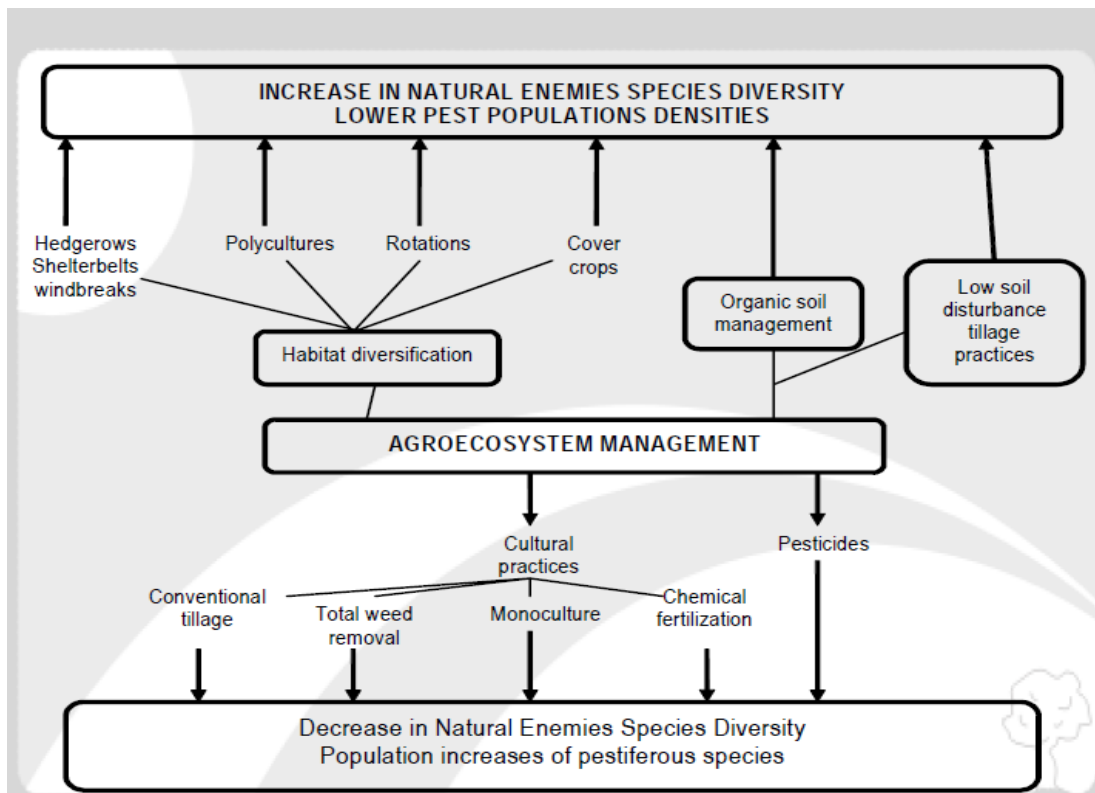 INCREASE IN NATURAL ENEMIES SPECIES DIVERSITY
LOWER PEST POPULATIONS DENSITIES
Hedgerows
Shelterbelts
windbreaks
Polycultures
Rotations
Cover
crops
Organic soil
management
Low soil
disturbance
tillage
practices
Habitat diversification
AGROECOSYSTEM MANAGEMENT
Cultural
practices
Pesticides
Conventional
tillage
Total weed
removal
Monoculture
Chemical
fertilization
Decrease in Natural Enemies Species Diversity
Population increases of pestiferous species